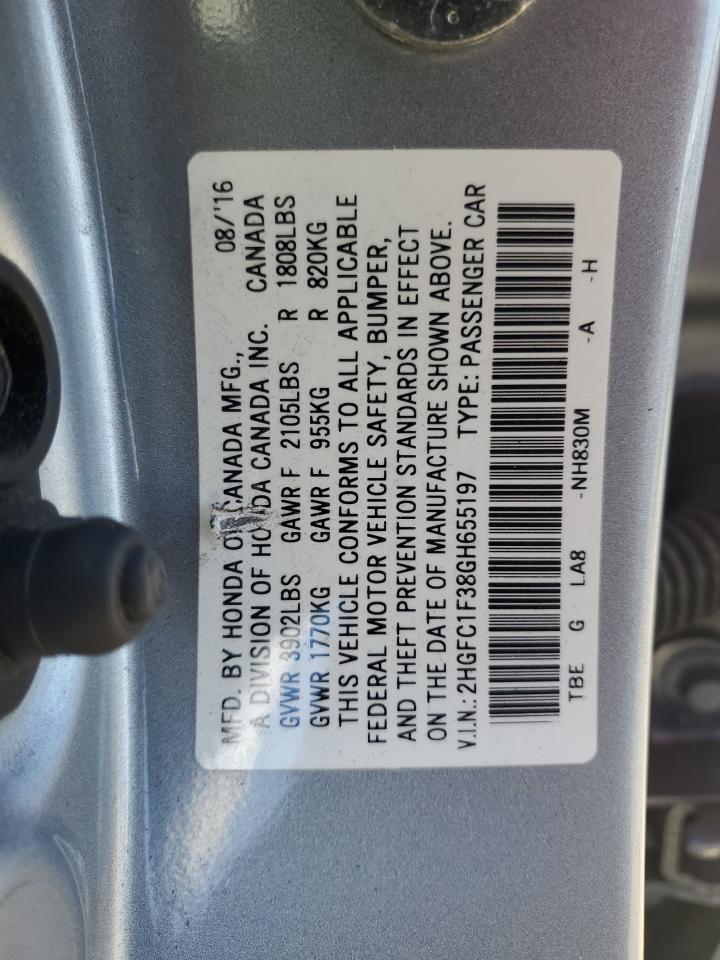 MFD. BY HONDA OF CANADA MFG., 08/'16
A DIVISION OF HONDA CANADA INC. CANADA
GVWR 3902LBS GAWR F 2105LBS R 1808LBS
GVWR 1770KG GAWR F 955KG R 820KG
THIS VEHICLE CONFORMS TO ALL APPLICABLE
FEDERAL MOTOR VEHICLE SAFETY, BUMPER,
AND THEFT PREVENTION STANDARDS IN EFFECT
ON THE DATE OF MANUFACTURE SHOWN ABOVE.
V.I.N.: 2HGFC1F38GH655197 TYPE: PASSENGER CAR
TBE G LA8 -NH830M -A -H